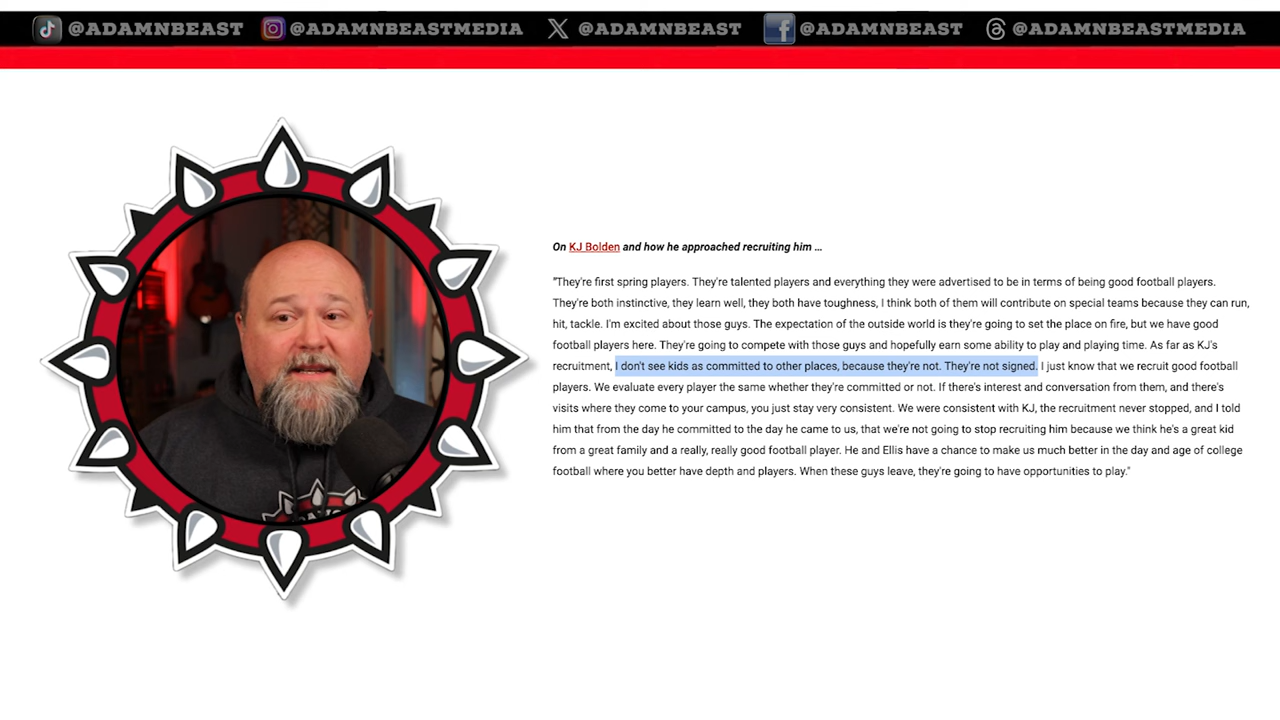 @ADAMNBEAST @ADAMNBEASTMEDIA @ADAMNBEAST @ADAMNBEAST @ADAMNBEASTMEDIA
On KJ Bolden and how he approached recruiting him ...
"They're first spring players. They're talented players and everything they were advertised to be in terms of being good football players.
They're both instinctive, they learn well, they both have toughness, I think both of them will contribute on special teams because they can run,
hit, tackle. I'm excited about those guys. The expectation of the outside world is they're going to set the place on fire, but we have good
football players here. They're going to compete with those guys and hopefully earn some ability to play and playing time. As far as KJ's
recruitment, I don't see kids as committed to other places, because they're not. They're not signed. I just know that we recruit good football
players. We evaluate every player the same whether they're committed or not. If there's interest and conversation from them, and there's
visits where they come to your campus, you just stay very consistent. We were consistent with KJ, the recruitment never stopped, and I told
him that from the day he committed to the day he came to us, that we're not going to stop recruiting him because we think he's a great kid
from a great family and a really, really good football player. He and Ellis have a chance to make us much better in the day and age of college
football where you better have depth and players. When these guys leave, they're going to have opportunities to play."